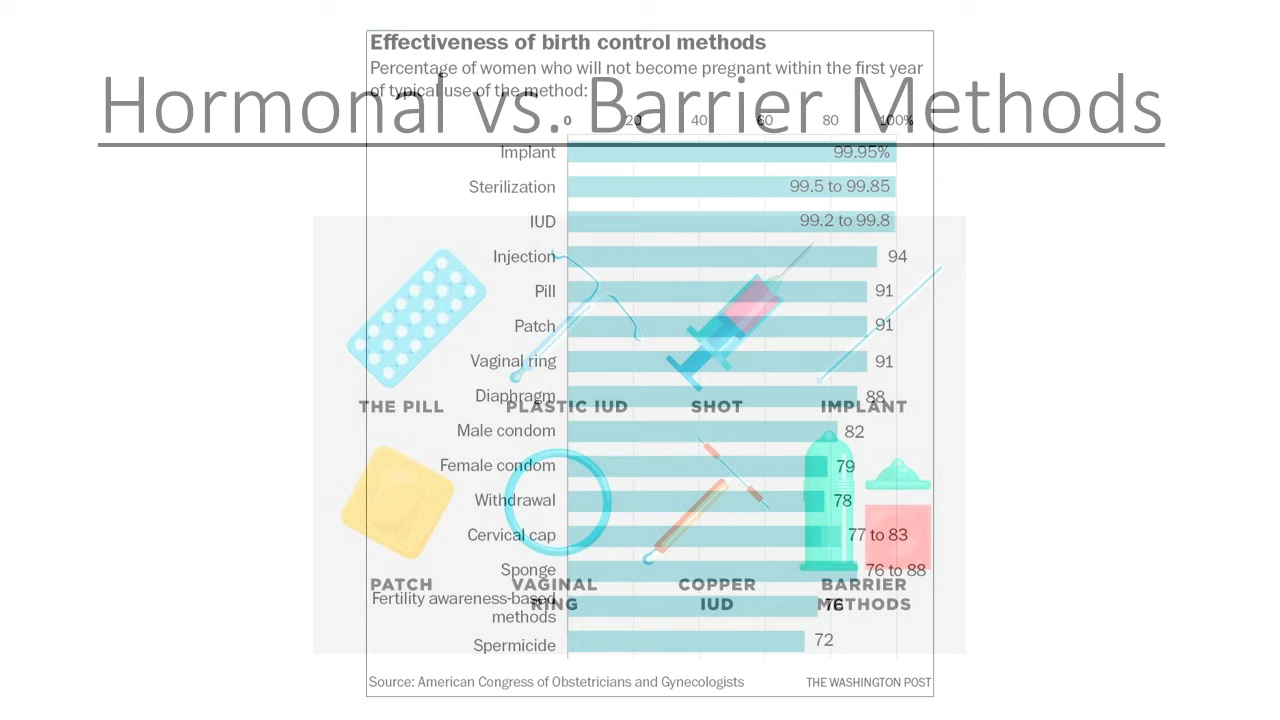 Effectiveness of birth control methods
Percentage of women who will not become pregnant within the first year
of typical use of the method:
Hormonal vs. Barrier Methods
0 20 40 60 80 100%
Implant 99.95%
Sterilization 99.5 to 99.85
IUD 99.2 to 99.8
Injection 94
Pill 91
Patch 91
Vaginal ring 91
Diaphragm 88
THE PILL PLASTIC IUD SHOT IMPLANT
Male condom 82
Female condom 79
Withdrawal 78
Cervical cap 77 to 83
Sponge 76 to 88
PATCH VAGINAL COPPER BARRIER
RING IUD METHODS
Fertility awareness-based
methods 76
Spermicide 72
Source: American Congress of Obstetricians and Gynecologists THE WASHINGTON POST